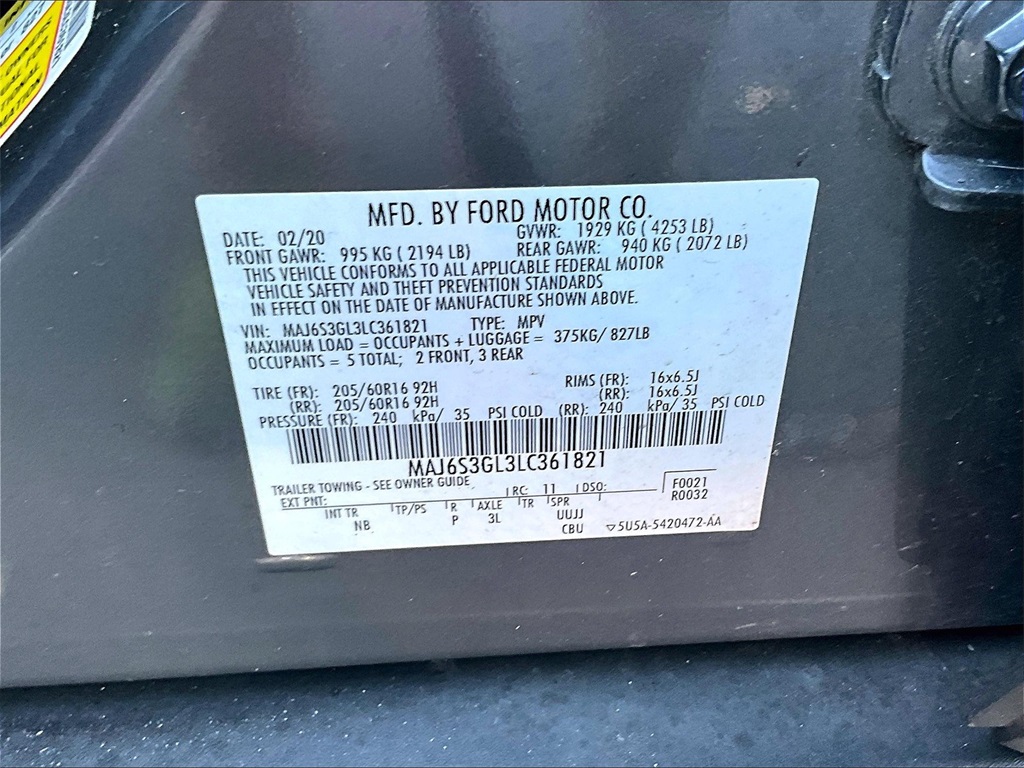 MFD. BY FORD MOTOR CO.
DATE: 02/20 GVWR: 1929 KG ( 4253 LB)
FRONT GAWR: 995 KG ( 2194 LB) REAR GAWR: 940 KG ( 2072 LB)
THIS VEHICLE CONFORMS TO ALL APPLICABLE FEDERAL MOTOR
VEHICLE SAFETY AND THEFT PREVENTION STANDARDS
IN EFFECT ON THE DATE OF MANUFACTURE SHOWN ABOVE.
VIN: MAJ6S3GL3LC361821 TYPE: MPV
MAXIMUM LOAD = OCCUPANTS + LUGGAGE = 375KG/ 827LB
OCCUPANTS = 5 TOTAL; 2 FRONT, 3 REAR
TIRE (FR): 205/60R16 92H RIMS (FR): 16x6.5J
(RR): 205/60R16 92H (RR): 16x6.5J
PRESSURE (FR): 240 kPa/ 35 PSI COLD (RR): 240 kPa/ 35 PSI COLD
MAJ6S3GL3LC361821
TRAILER TOWING - SEE OWNER GUIDE
EXT PNT: RC: 11 DSO: F0021
R0032
INT TR TP/PS R AXLE TR SPR
NB P 3L UUJJ
CBU 5U5A-5420472-AA